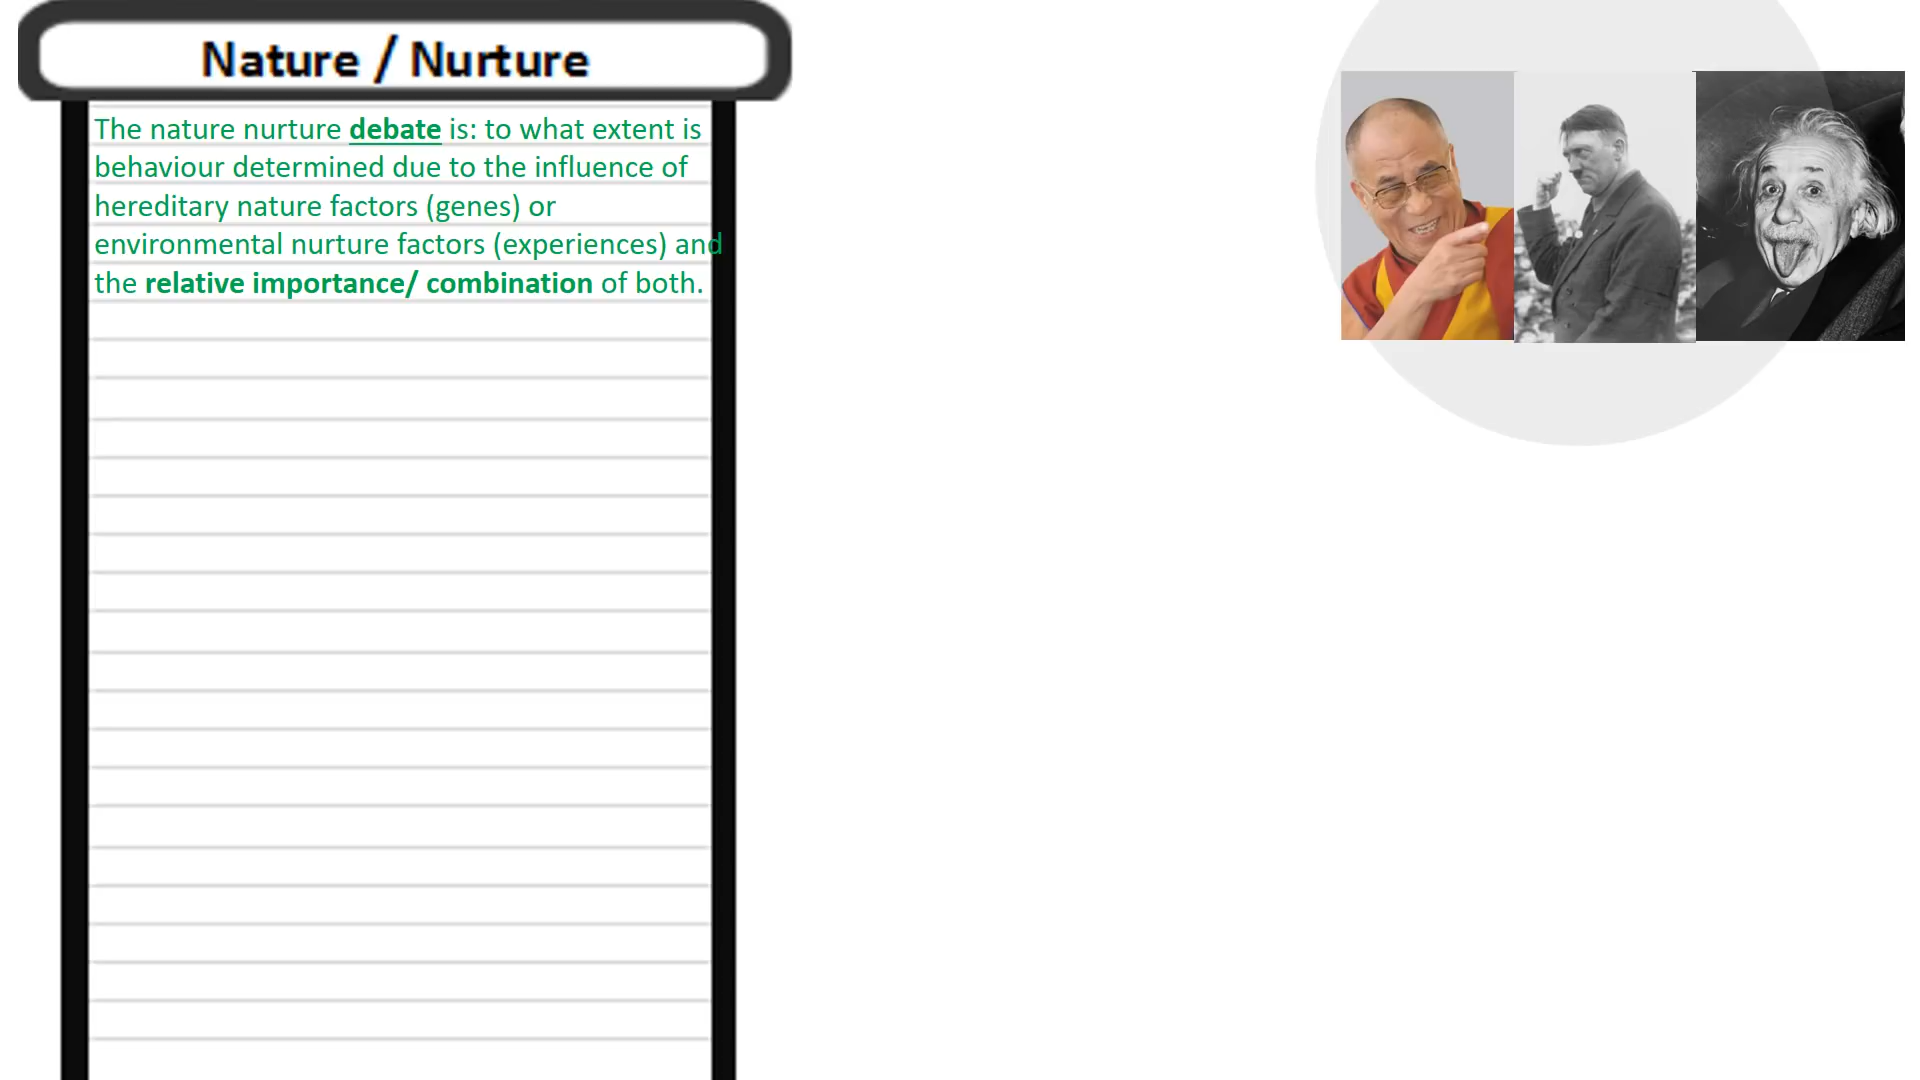 Nature / Nurture
The nature nurture debate is: to what extent is
behaviour determined due to the influence of
hereditary nature factors (genes) or
environmental nurture factors (experiences) and
the relative importance/ combination of both.